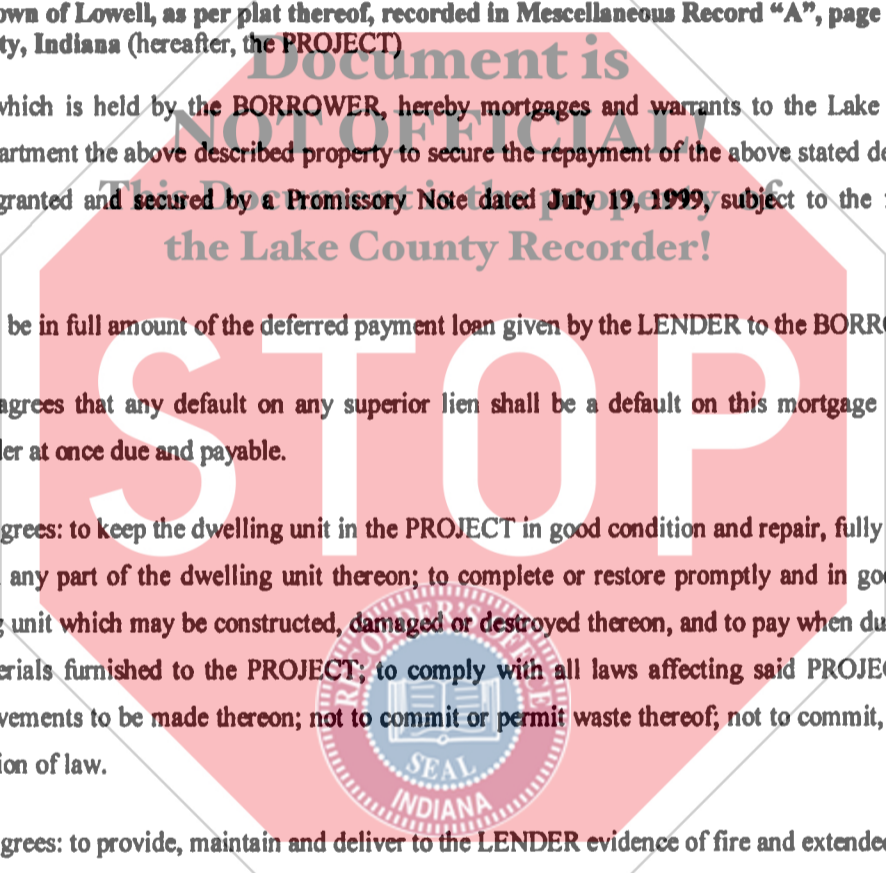 own of Lowell, as per plat thereof, recorded in Mescellaneous Record “A”, page
ty, Indiana (hereafter, the PROJECT)
Document is
which is held by the BORROWER, hereby mortgages and warrants to the Lake
NOT OFFICIAL!
artment the above described property to secure the repayment of the above stated de
This Document is the property of
granted and secured by a Promissory Note dated July 19, 1999, subject to the
the Lake County Recorder!
be in full amount of the deferred payment loan given by the LENDER to the BORRO
STOP
agrees that any default on any superior lien shall be a default on this mortgage
er at once due and payable.
grees: to keep the dwelling unit in the PROJECT in good condition and repair, fully
any part of the dwelling unit thereon; to complete or restore promptly and in goo
g unit which may be constructed, damaged or destroyed thereon, and to pay when du
erials furnished to the PROJECT; to comply with all laws affecting said PROJEC
vements to be made thereon; not to commit or permit waste thereof; not to commit,
ion of law.
RECORDER'S OFFICE
SEAL
INDIANA
grees: to provide, maintain and deliver to the LENDER evidence of fire and extended